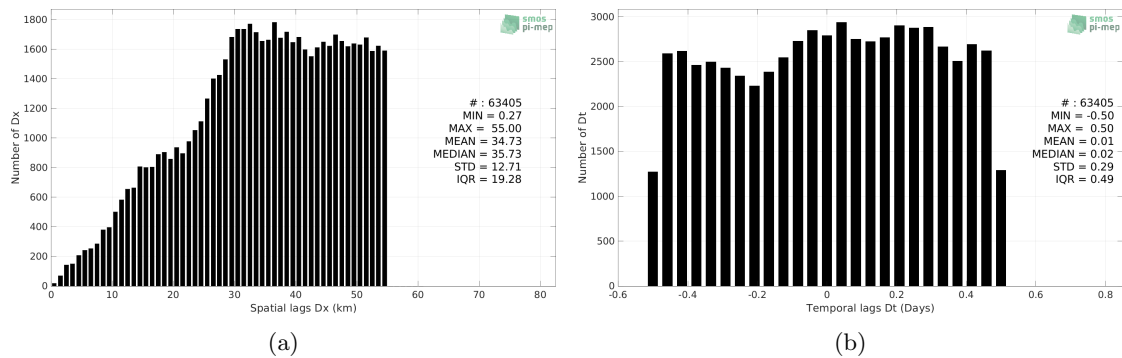 1800
1600
1400
1200
1000
800
600
400
200
0
Number of Dx
0 10 20 30 40 50 60 70 80
Spatial lags Dx (km)
smos
pi-mep
# : 63405
MIN = 0.27
MAX = 55.00
MEAN = 34.73
MEDIAN = 35.73
STD = 12.71
IQR = 19.28
(a)
3000
2500
2000
1500
1000
500
0
Number of Dt
-0.6 -0.4 -0.2 0 0.2 0.4 0.6 0.8
Temporal lags Dt (Days)
smos
pi-mep
# : 63405
MIN = -0.50
MAX = 0.50
MEAN = 0.01
MEDIAN = 0.02
STD = 0.29
IQR = 0.49
(b)